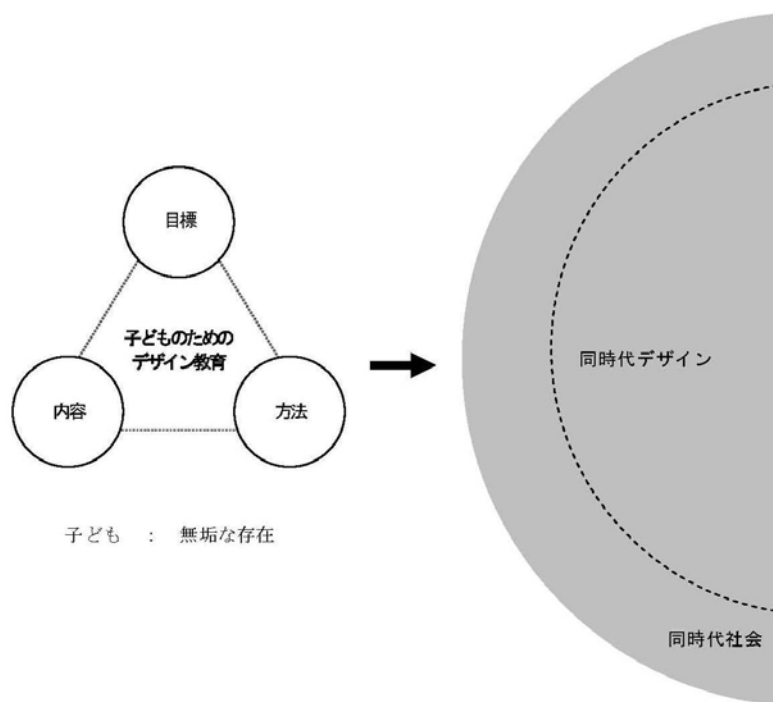 目標
子どものための
デザイン教育
内容
方法
子ども : 無垢な存在
同時代デザイン
同時代社会